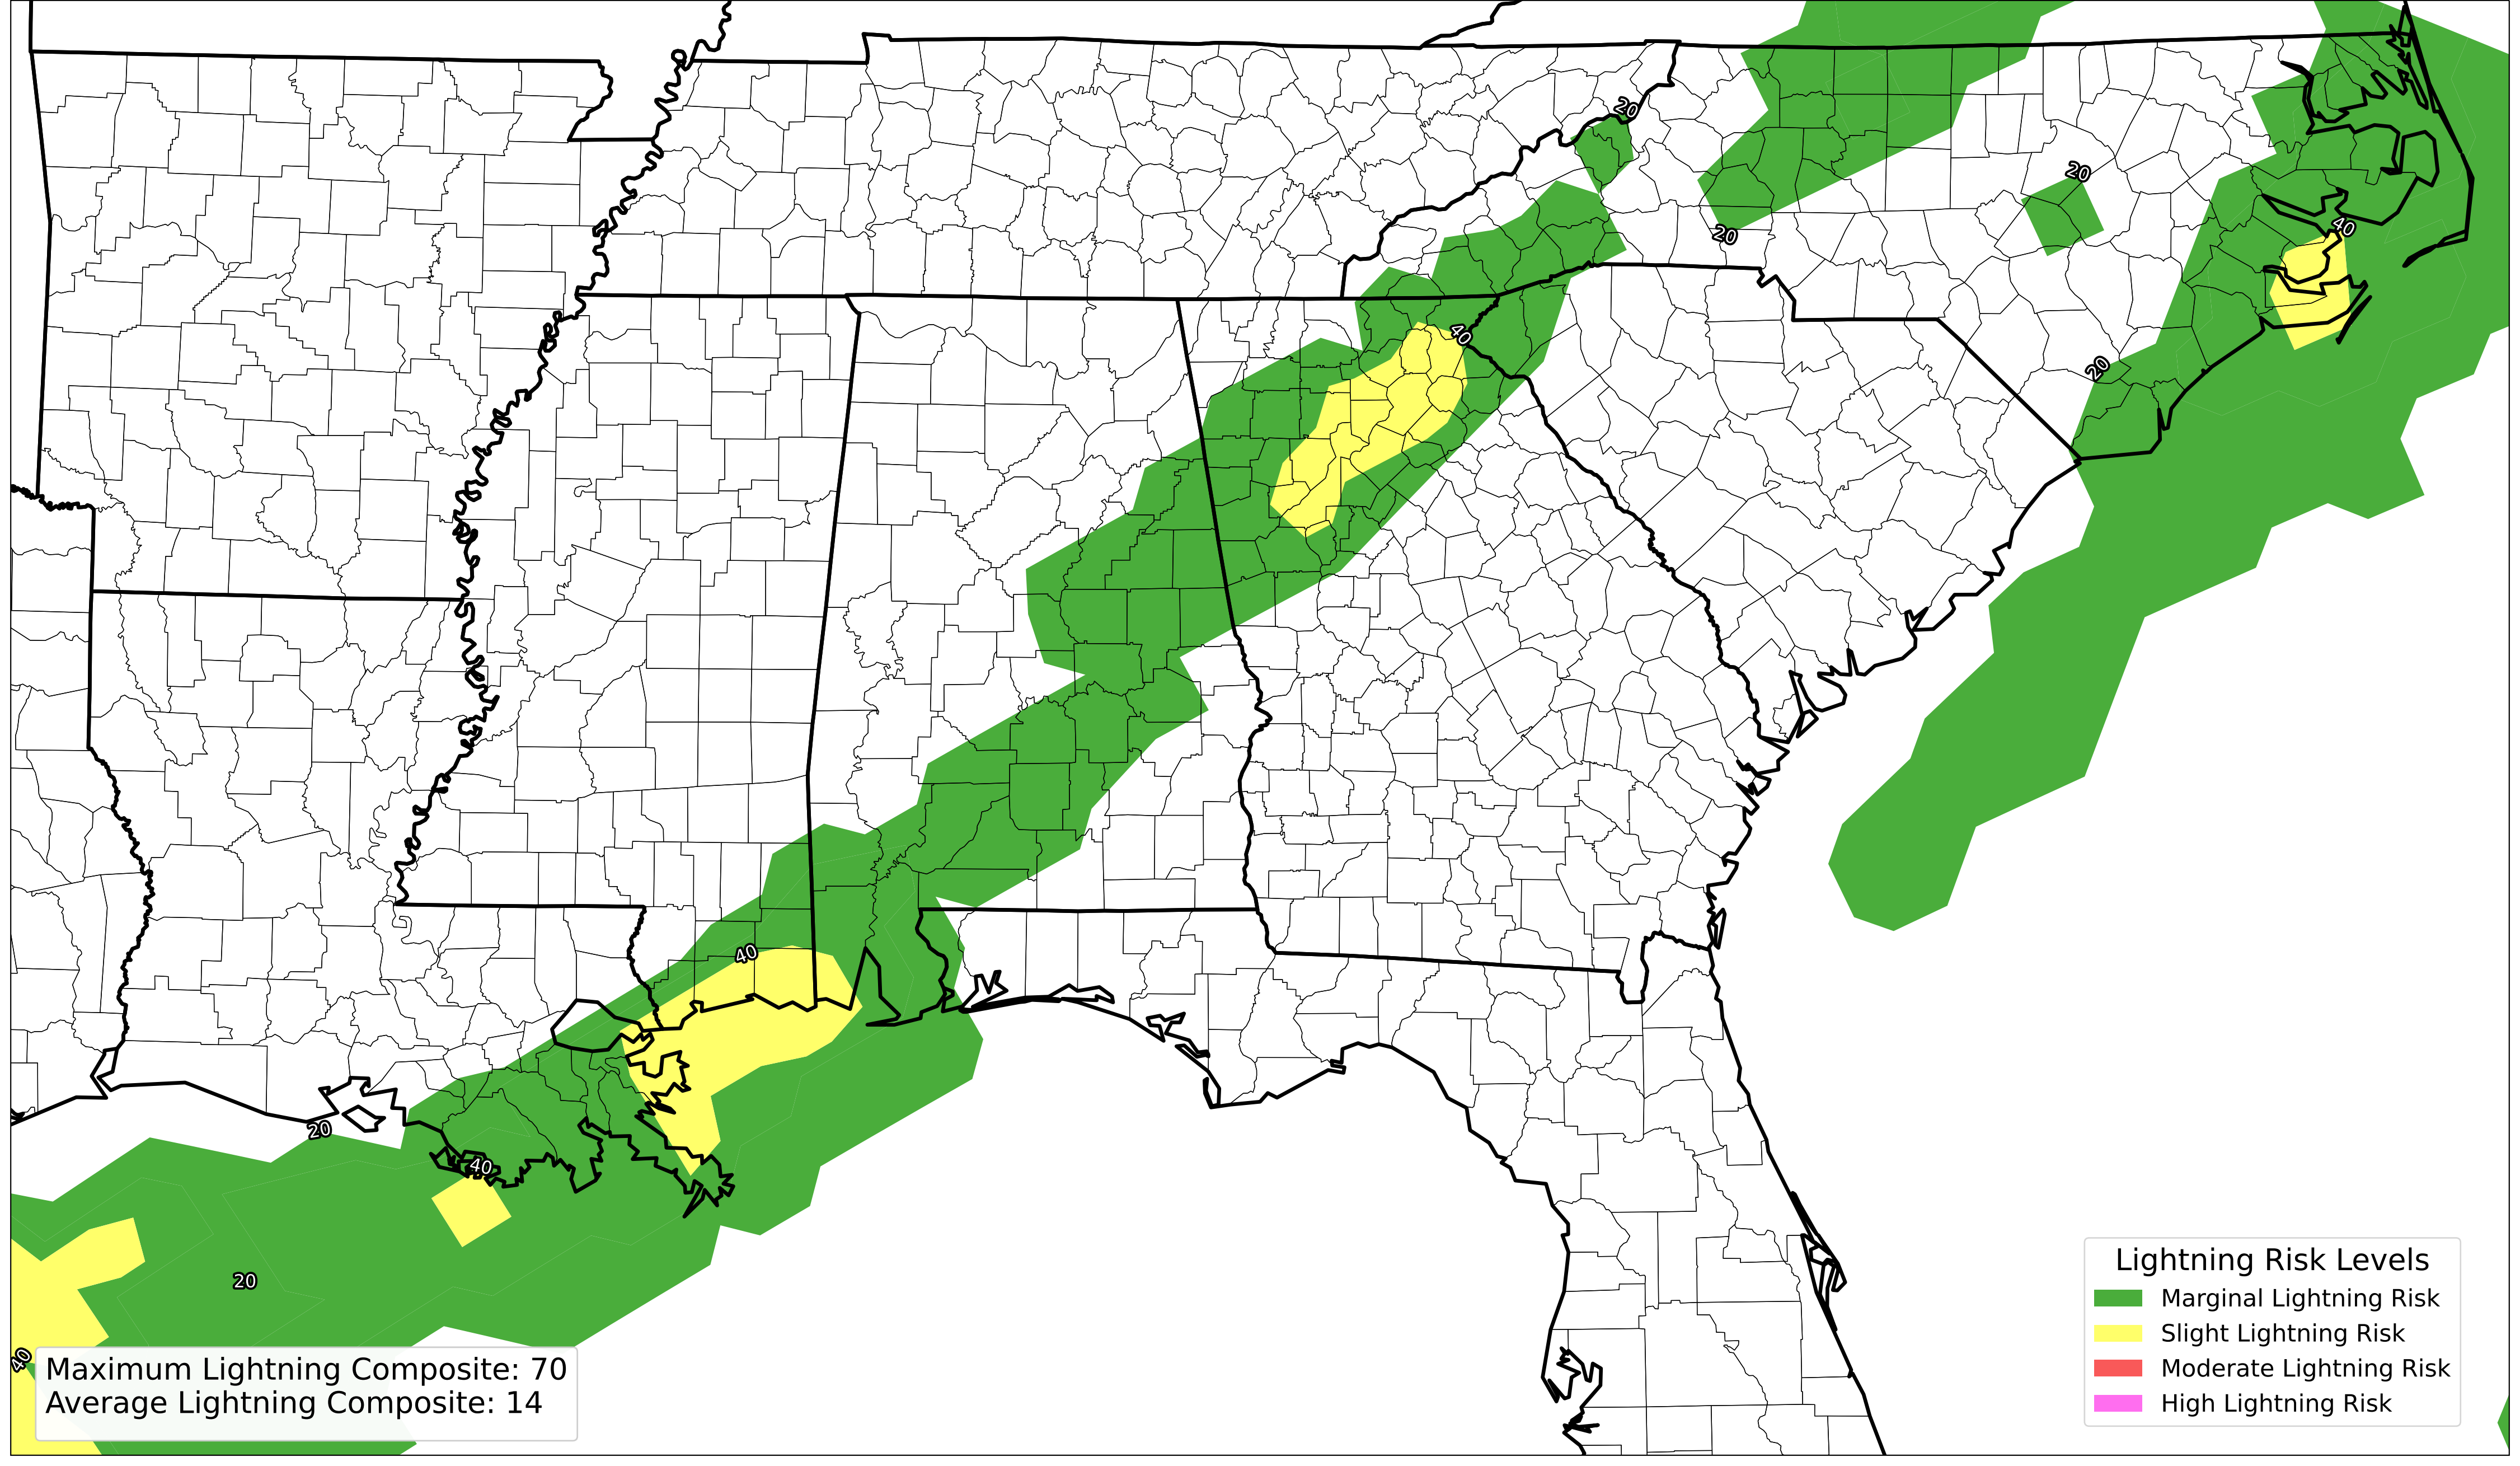 20
20
20
40
40
20
40
20
40
20
40
Maximum Lightning Composite: 70
Average Lightning Composite: 14
Lightning Risk Levels
Marginal Lightning Risk
Slight Lightning Risk
Moderate Lightning Risk
High Lightning Risk